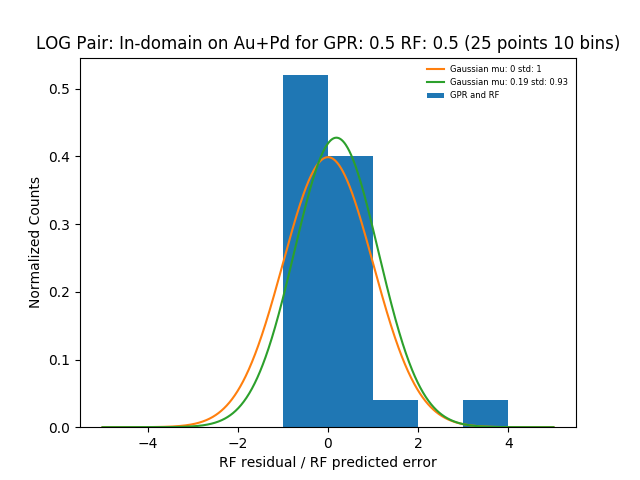 LOG Pair: In-domain on Au+Pd for GPR: 0.5 RF: 0.5 (25 points 10 bins)
Gaussian mu: 0 std: 1
Gaussian mu: 0.19 std: 0.93
GPR and RF
Normalized Counts
0.5
0.4
0.3
0.2
0.1
0.0
−4 −2 0 2 4
RF residual / RF predicted error